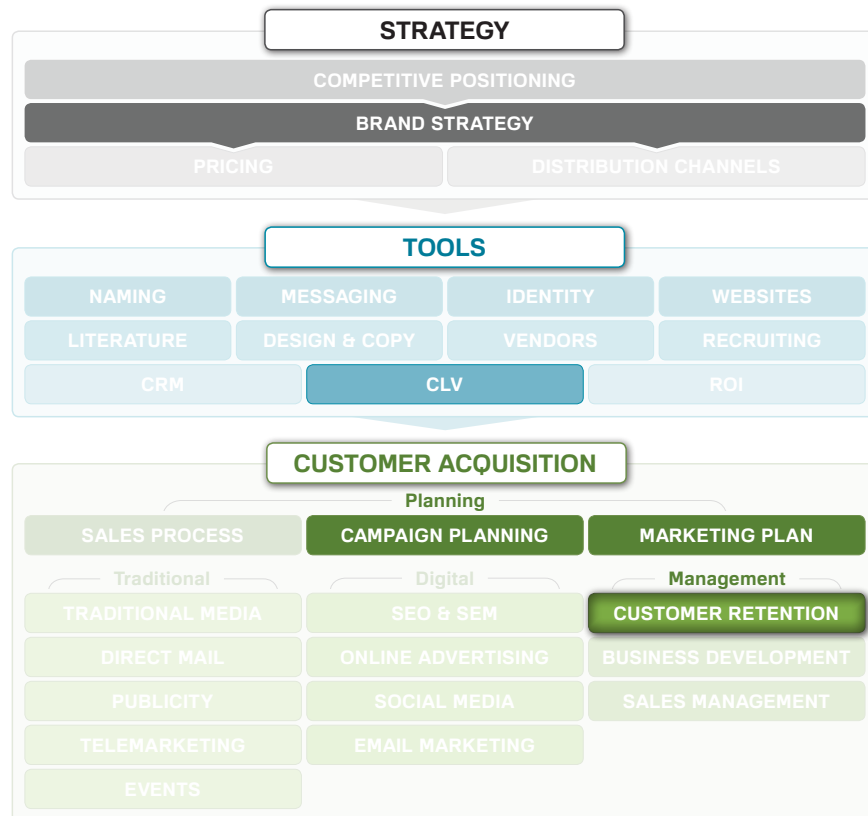 STRATEGY
COMPETITIVE POSITIONING
BRAND STRATEGY
PRICING DISTRIBUTION CHANNELS
TOOLS
NAMING MESSAGING IDENTITY WEBSITES
LITERATURE DESIGN & COPY VENDORS RECRUITING
CRM CLV ROI
CUSTOMER ACQUISITION
Planning
SALES PROCESS CAMPAIGN PLANNING MARKETING PLAN
Traditional Digital Management
TRADITIONAL MEDIA SEO & SEM CUSTOMER RETENTION
DIRECT MAIL ONLINE ADVERTISING BUSINESS DEVELOPMENT
PUBLICITY SOCIAL MEDIA SALES MANAGEMENT
TELEMARKETING EMAIL MARKETING
EVENTS